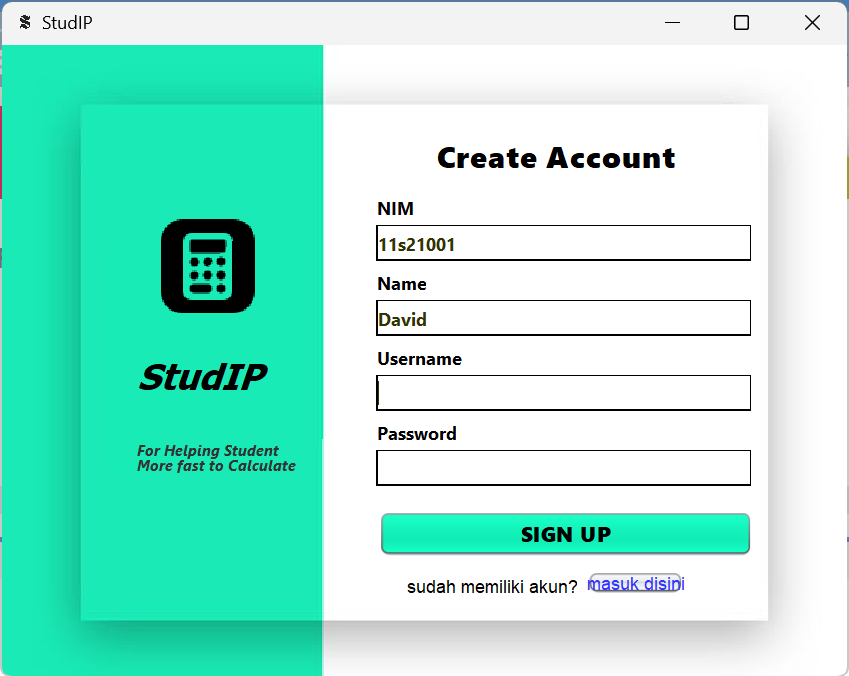 StudIP
Create Account
NIM
11s21001
Name
David
Username
Password
SIGN UP
sudah memiliki akun? masuk disini
StudIP
For Helping Student
More fast to Calculate